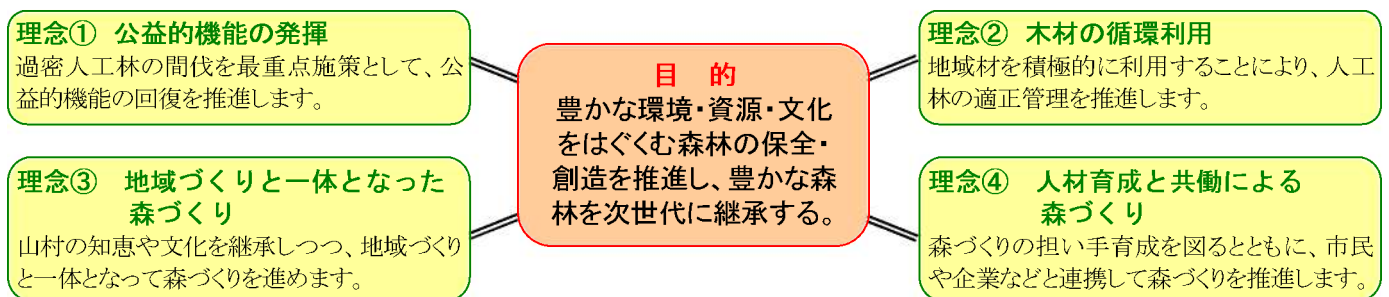 理念① 公益的機能の発揮
過密人工林の間伐を最重点施策として、公
益的機能の回復を推進します。
理念② 木材の循環利用
地域材を積極的に利用することにより、人工
林の適正管理を推進します。
目 的
豊かな環境・資源・文化
をはぐくむ森林の保全・
創造を推進し、豊かな森
林を次世代に継承する。
理念③ 地域づくりと一体となった
森づくり
山村の知恵や文化を継承しつつ、地域づくり
と一体となって森づくりを進めます。
理念④ 人材育成と共働による
森づくり
森づくりの担い手育成を図るとともに、市民
や企業などと連携して森づくりを推進します。